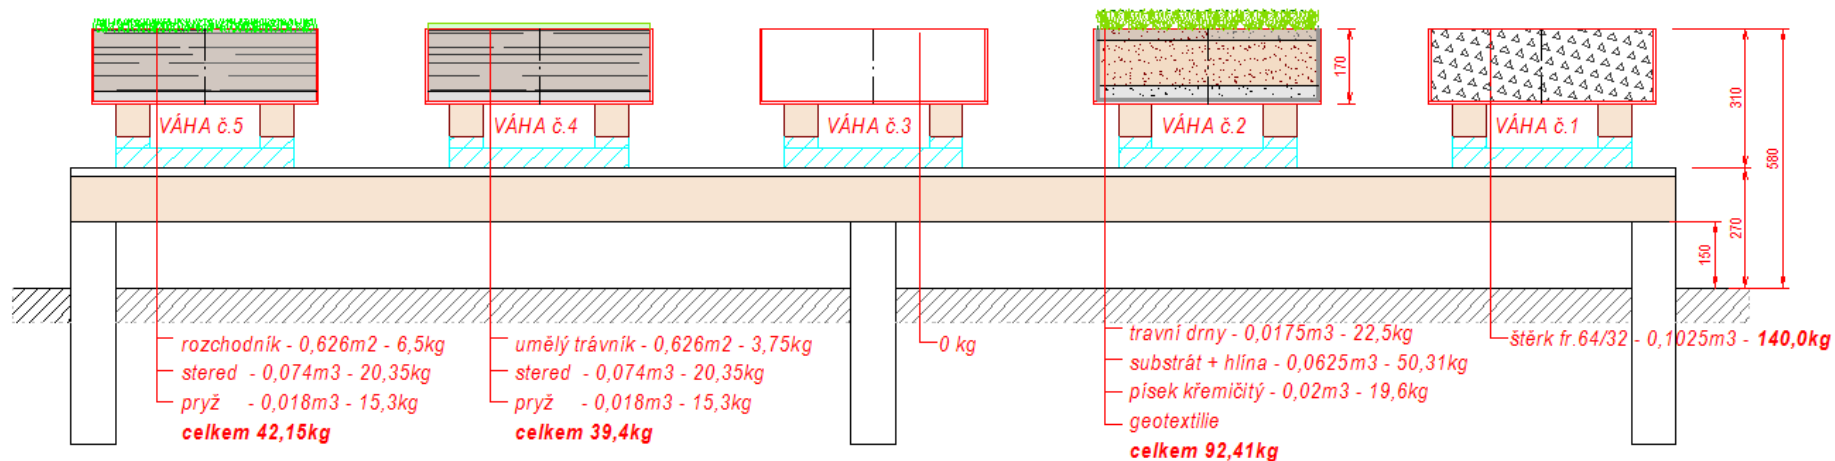 VÁHA č.5
VÁHA č.4
VÁHA č.3
VÁHA č.2
VÁHA č.1
170
310
580
270
150
rozchodník - 0,626m2 - 6,5kg
stered - 0,074m3 - 20,35kg
pryž - 0,018m3 - 15,3kg
celkem 42,15kg
umělý trávník - 0,626m2 - 3,75kg
stered - 0,074m3 - 20,35kg
pryž - 0,018m3 - 15,3kg
celkem 39,4kg
0 kg
travní drny - 0,0175m3 - 22,5kg
substrát + hlína - 0,0625m3 - 50,31kg
písek křemičitý - 0,02m3 - 19,6kg
geotextilie
celkem 92,41kg
štěrk fr.64/32 - 0,1025m3 - 140,0kg